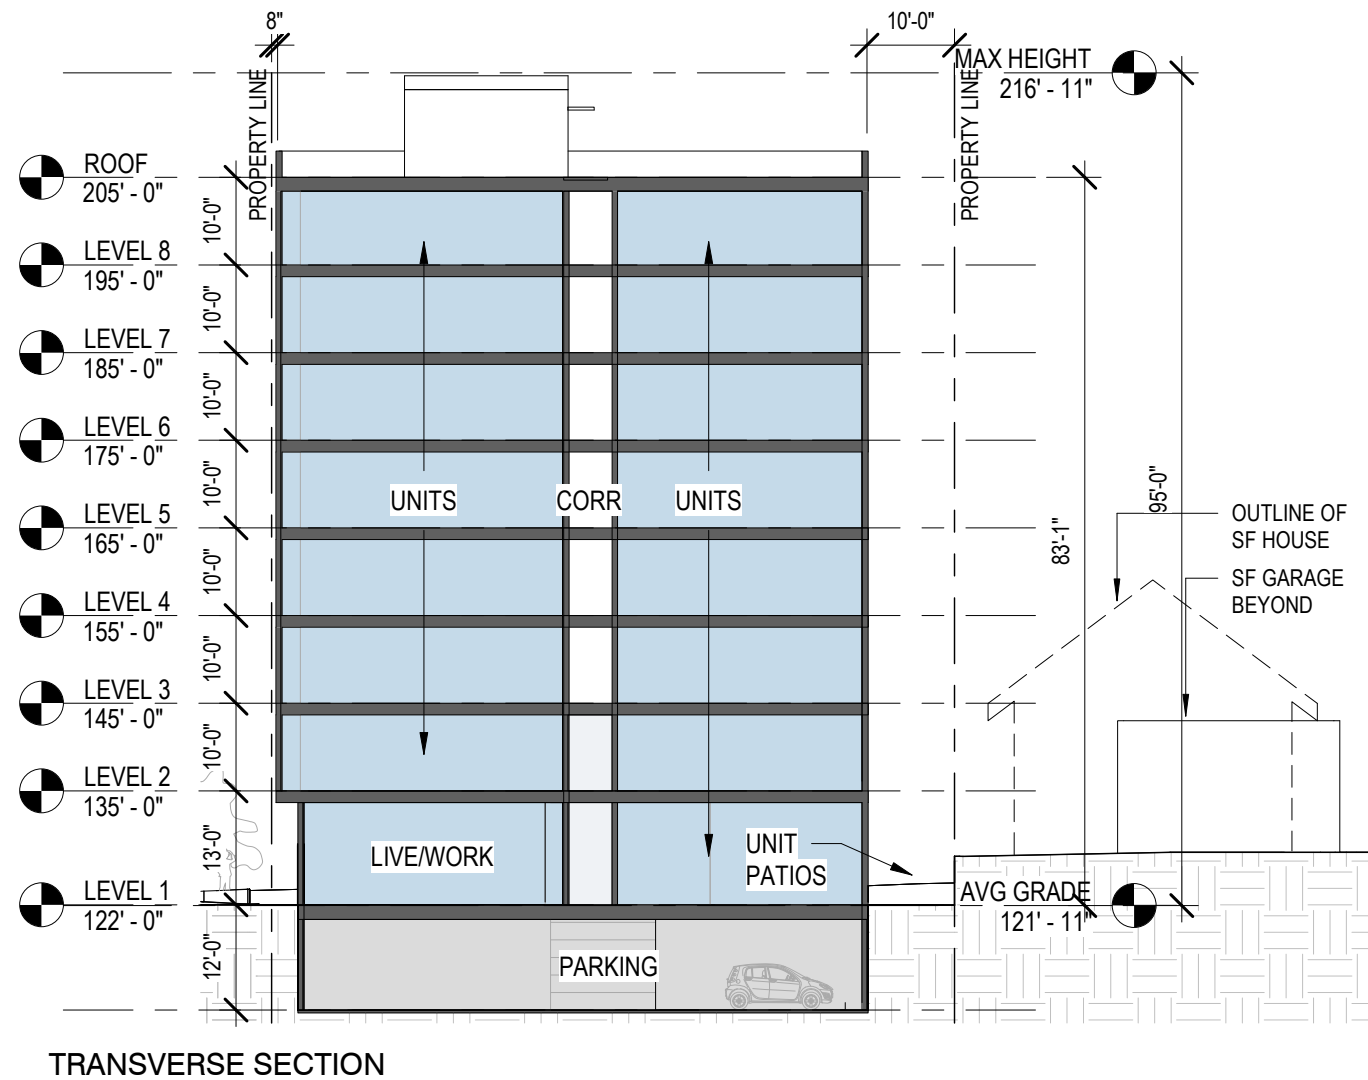 8"
10'-0"
MAX HEIGHT
216' - 11"
PROPERTY LINE
PROPERTY LINE
ROOF
205' - 0"
10'-0"
LEVEL 8
195' - 0"
10'-0"
LEVEL 7
185' - 0"
10'-0"
LEVEL 6
175' - 0"
10'-0"
UNITS
CORR
UNITS
95'-0"
LEVEL 5
165' - 0"
OUTLINE OF
SF HOUSE
83'-1"
10'-0"
SF GARAGE
BEYOND
LEVEL 4
155' - 0"
10'-0"
LEVEL 3
145' - 0"
10'-0"
LEVEL 2
135' - 0"
13'-0"
LIVE/WORK
UNIT
PATIOS
LEVEL 1
122' - 0"
AVG GRADE
121' - 11"
12'-0"
PARKING
TRANSVERSE SECTION